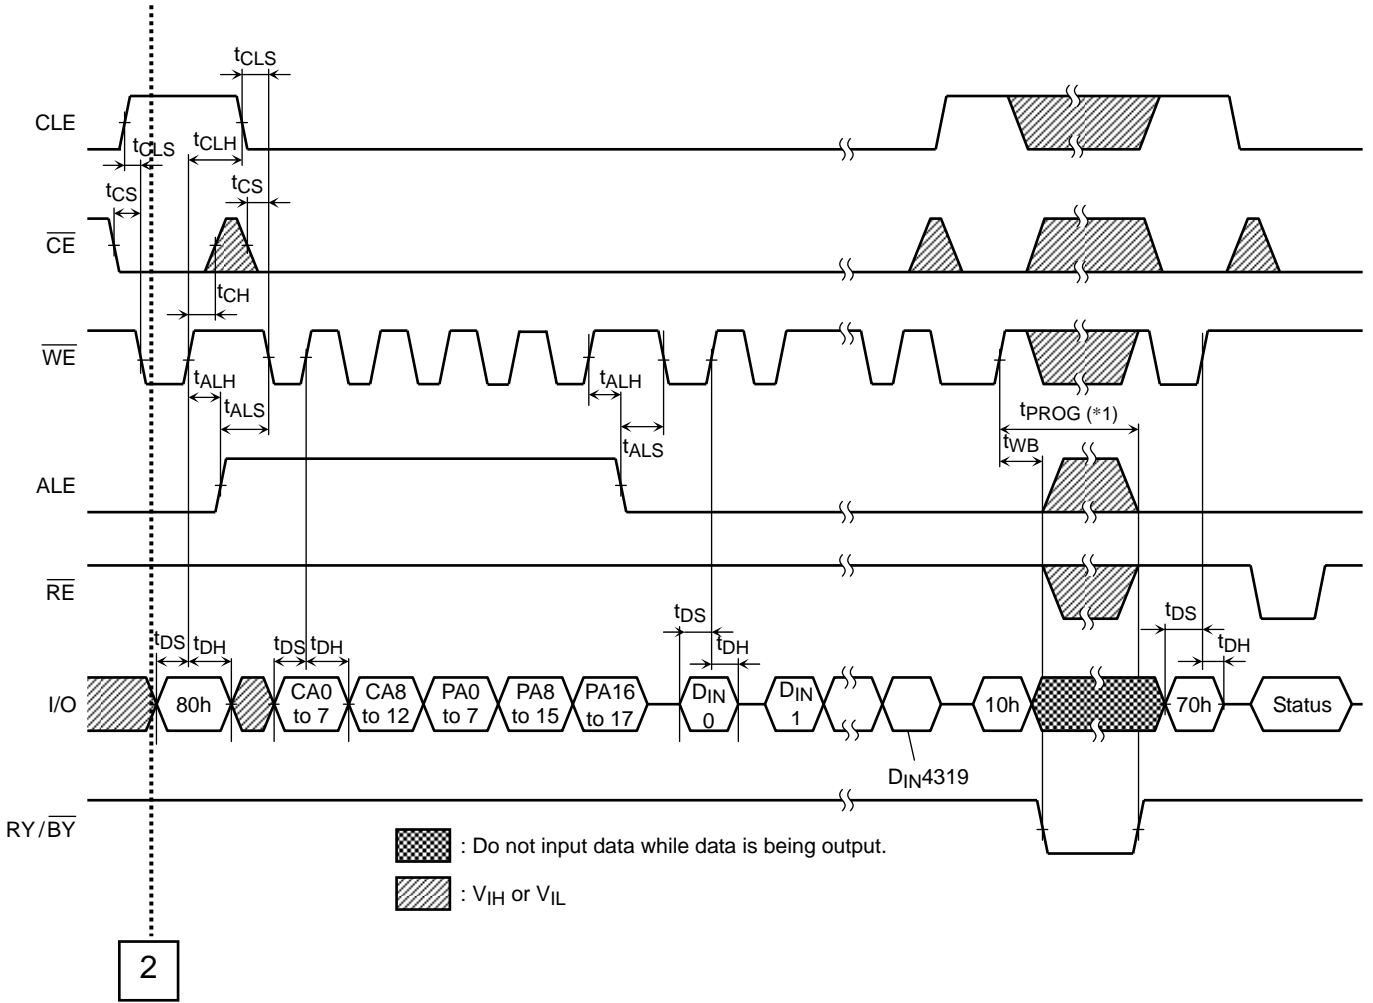 tCLS
CLE
tCLS
tCLH
tCS
tCS
CE
tCH
WE
tALH
tALS
tALH
tALS
tPROG (*1)
tWB
ALE
RE
tDS
tDH
tDS
tDH
tDS
tDH
tDS
tDH
I/O
80h
CA0
to 7
CA8
to 12
PA0
to 7
PA8
to 15
PA16
to 17
DIN
0
DIN
1
10h
70h
Status
DIN4319
RY/BY
: Do not input data while data is being output.
: VIH or VIL
2